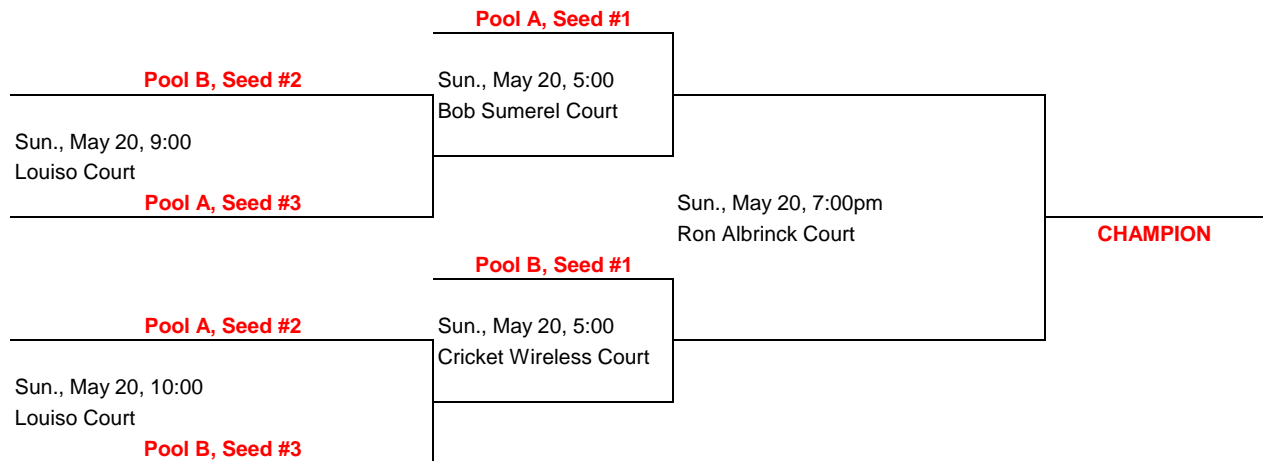 Pool A, Seed #1
Pool B, Seed #2
Sun., May 20, 5:00
Bob Sumerel Court
Sun., May 20, 9:00
Louiso Court
Pool A, Seed #3
Sun., May 20, 7:00pm
Ron Albrinck Court
CHAMPION
Pool B, Seed #1
Pool A, Seed #2
Sun., May 20, 5:00
Cricket Wireless Court
Sun., May 20, 10:00
Louiso Court
Pool B, Seed #3